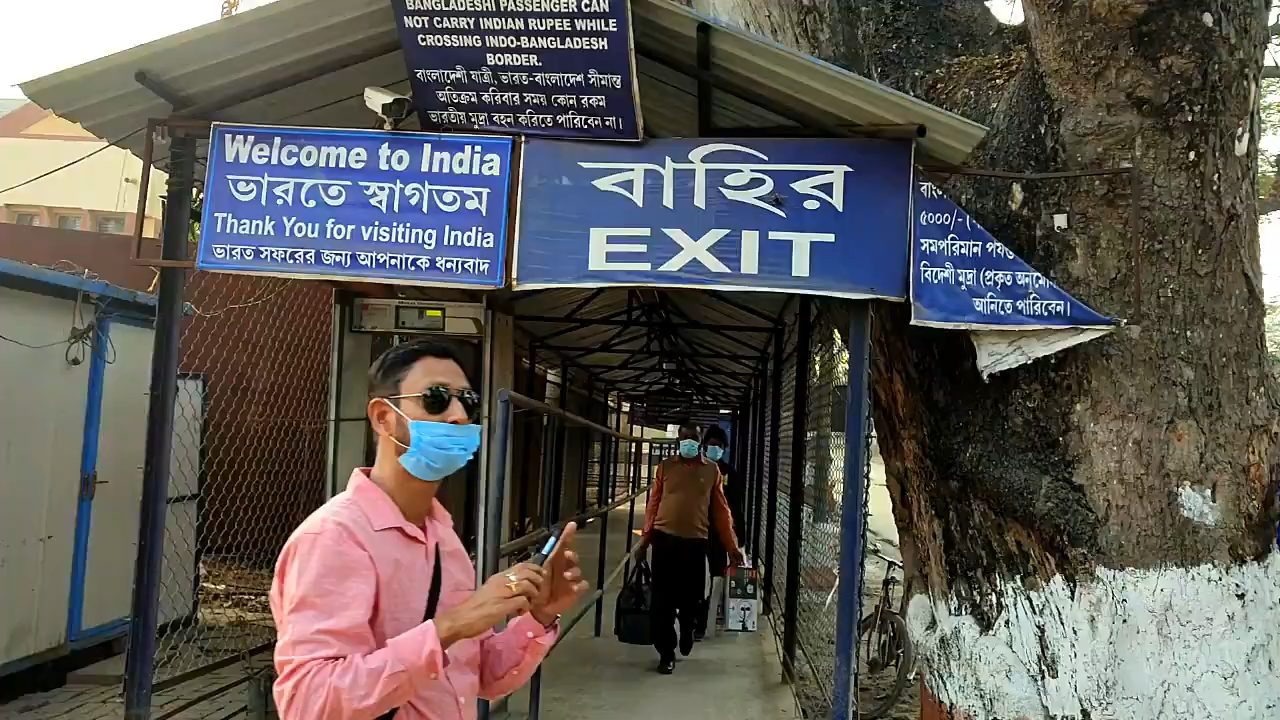 BANGLADESHI PASSENGER CAN
NOT CARRY INDIAN RUPEE WHILE
CROSSING INDO-BANGLADESH
BORDER.
বাংলাদেশী যাত্রী, ভারত-বাংলাদেশ সীমান্ত
অতিক্রম করিবার সময় কোন রকম
ভারতীয় মুদ্রা বহন করিতে পারিবেন না।
Welcome to India
ভারতে স্বাগতম
Thank You for visiting India
ভারত সফরের জন্য আপনাকে ধন্যবাদ
বাহির
EXIT
৫০০০/-
সমপরিমান
বিদেশী মুদ্রা (প্রকৃত
আনিতে পারিবেন।